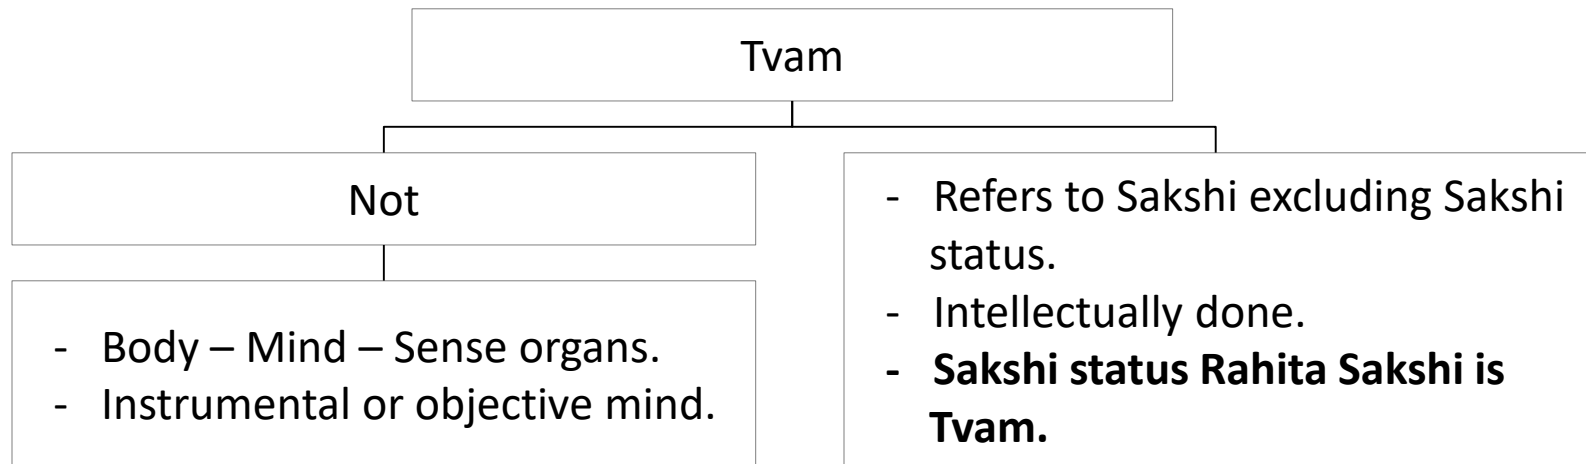 Tvam
Not
- Body – Mind – Sense organs.
- Instrumental or objective mind.
- Refers to Sakshi excluding Sakshi
status.
- Intellectually done.
- Sakshi status Rahita Sakshi is
Tvam.